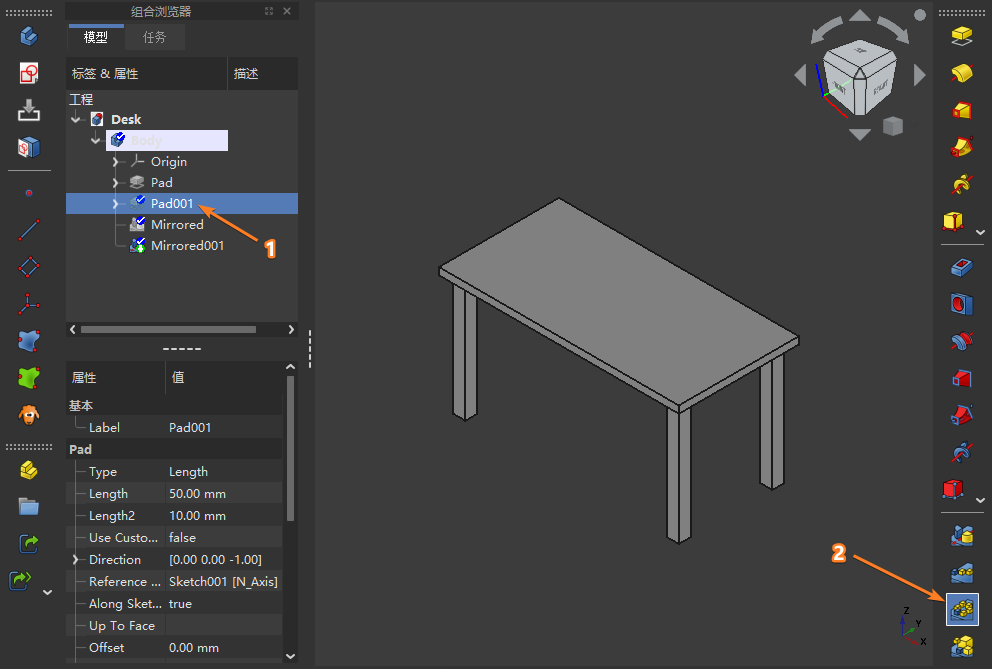 组合浏览器
模型
任务
标签 & 属性
描述
工程
Desk
Body
Origin
Pad
Pad001
Mirrored
Mirrored001
1
属性
值
基本
Label
Pad001
Pad
Type
Length
Length
50.00 mm
Length2
10.00 mm
Use Custo...
false
Direction
[0.00 0.00 -1.00]
Reference ...
Sketch001 [N_Axis]
Along Sket...
true
Up To Face
Offset
0.00 mm
TOP
FRONT
RIGHT
2
Z
Y
X